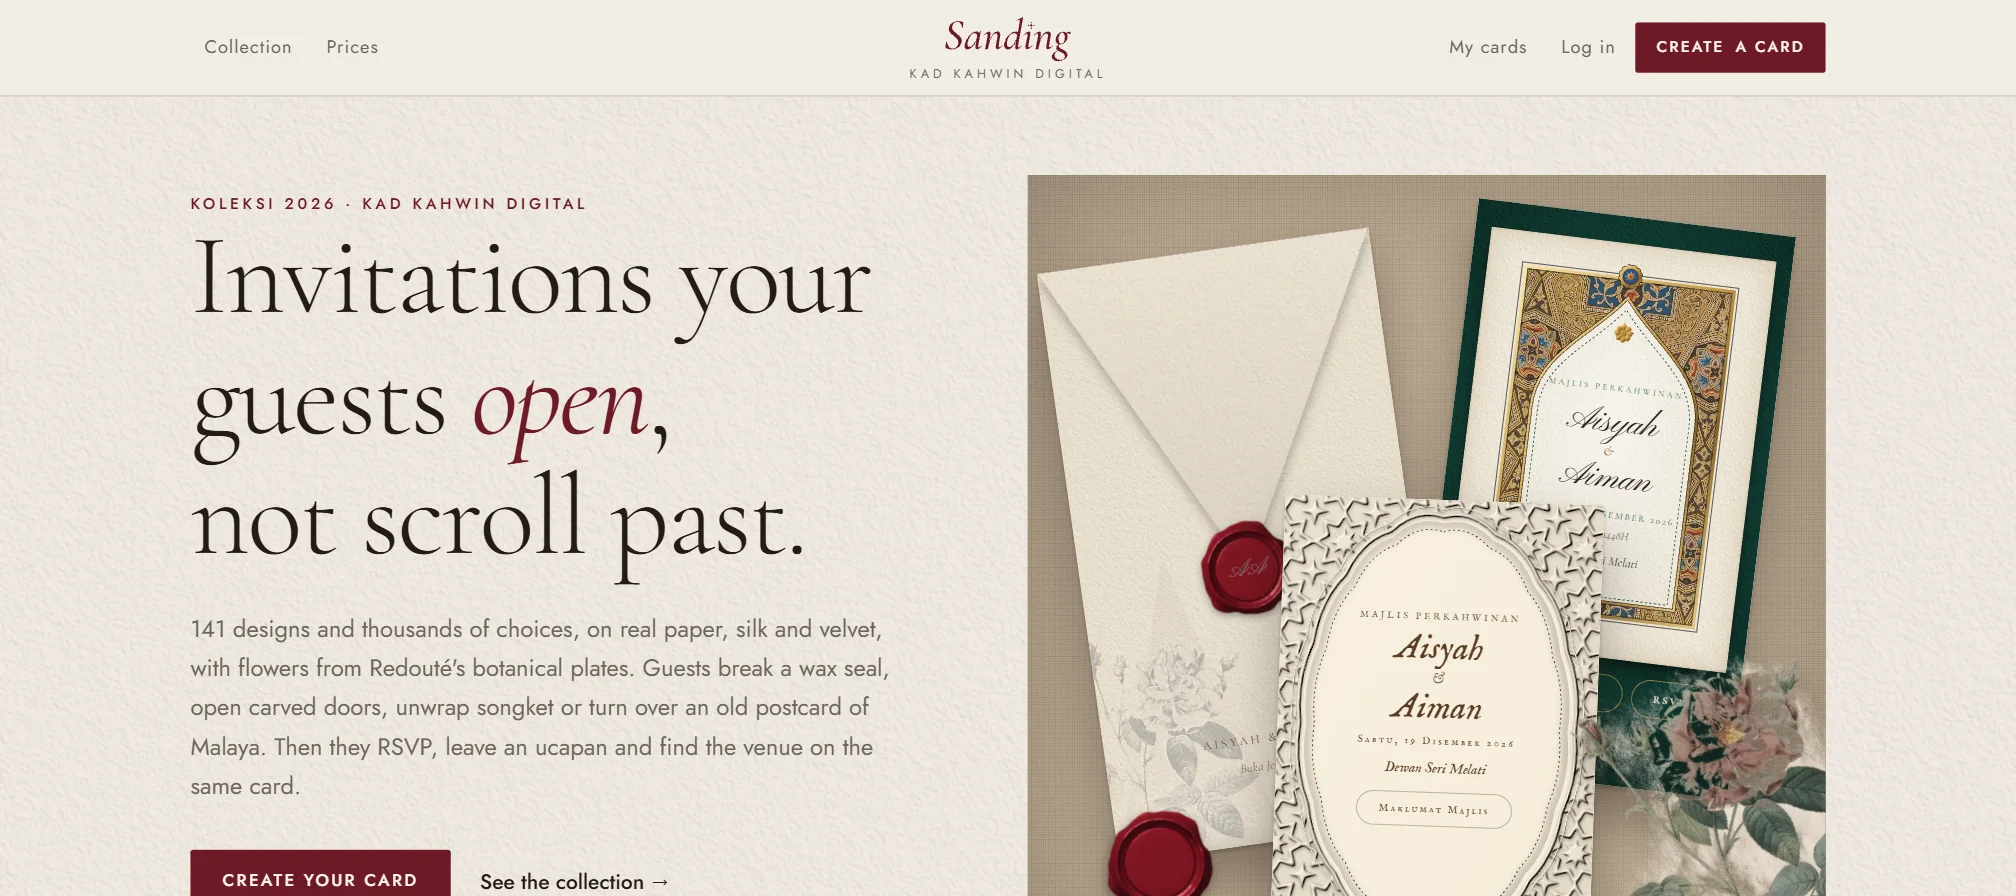 Collection
Prices
Sanding
KAD KAHWIN DIGITAL
My cards
Log in
CREATE A CARD
KOLEKSI 2026 · KAD KAHWIN DIGITAL
Invitations your
guests open,
not scroll past.
141 designs and thousands of choices, on real paper, silk and velvet,
with flowers from Redouté's botanical plates. Guests break a wax seal,
open carved doors, unwrap songket or turn over an old postcard of
Malaya. Then they RSVP, leave an ucapan and find the venue on the
same card.
CREATE YOUR CARD
See the collection →
MAJLIS PERKAHWINAN
Aisyah
&
Aiman
2026
Melati
AA
AISYAH &
Buka
MAJLIS PERKAHWINAN
Aisyah
&
Aiman
Sabtu, 19 Disember 2026
Dewan Seri Melati
Maklumat Majlis